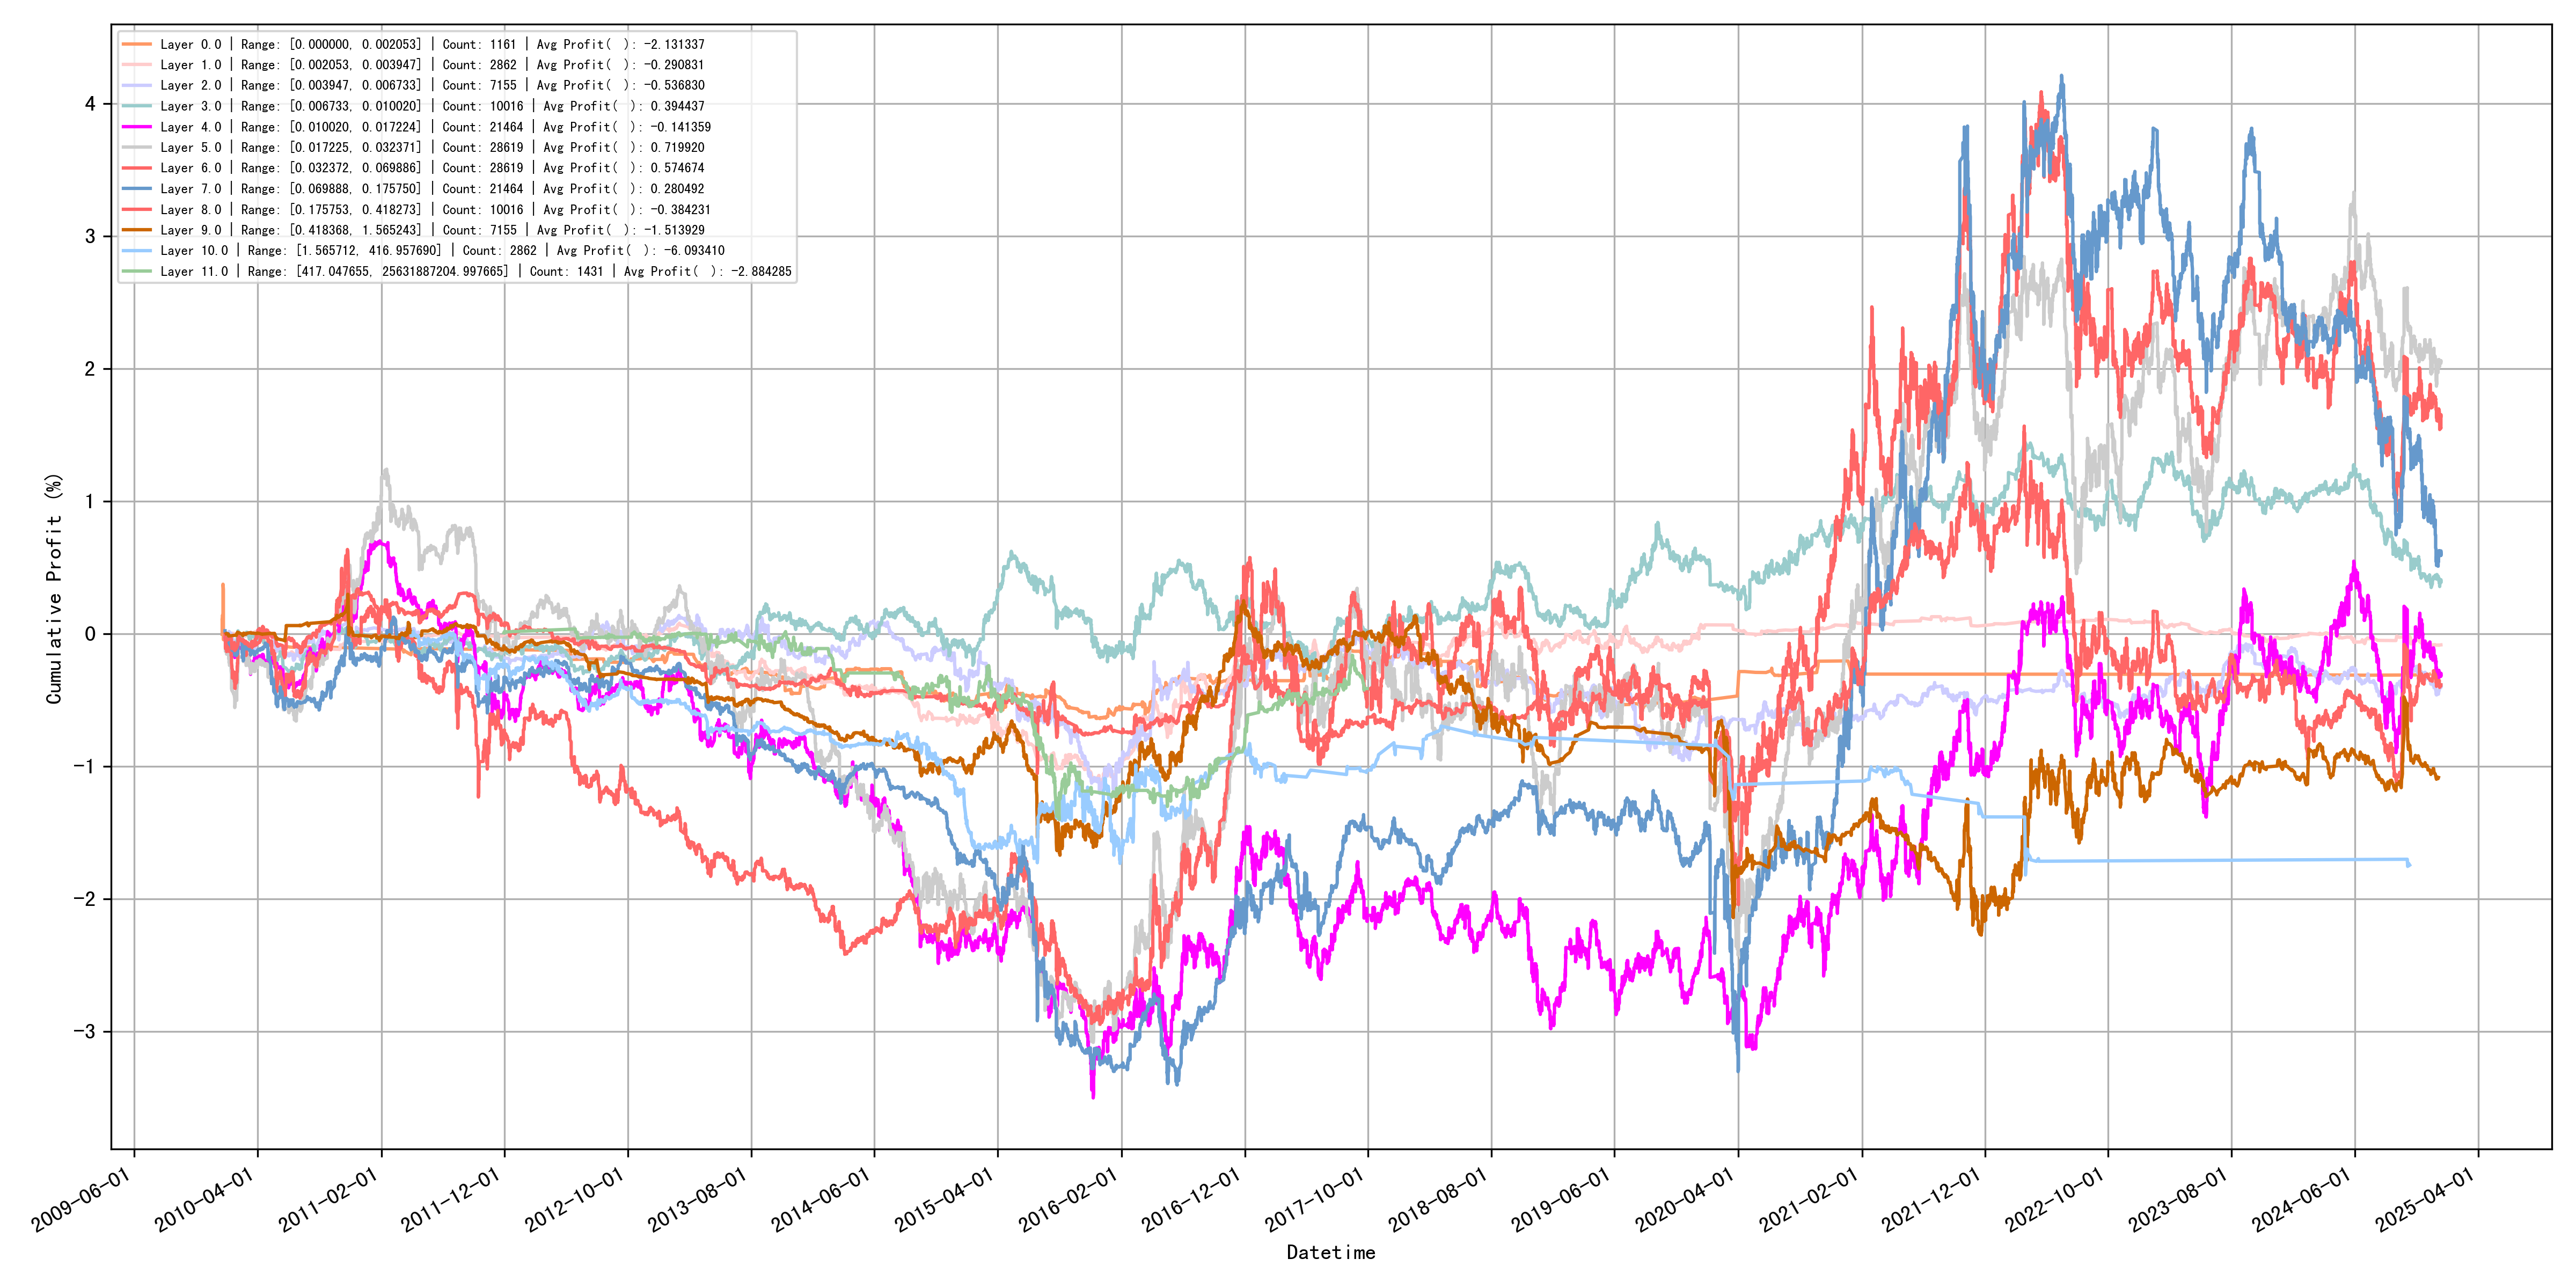 Layer 0.0 | Range: [0.000000, 0.002053] | Count: 1161 | Avg Profit( ): -2.131337
Layer 1.0 | Range: [0.002053, 0.003947] | Count: 2862 | Avg Profit( ): -0.290831
Layer 2.0 | Range: [0.003947, 0.006733] | Count: 7155 | Avg Profit( ): -0.536830
Layer 3.0 | Range: [0.006733, 0.010020] | Count: 10016 | Avg Profit( ): 0.394437
Layer 4.0 | Range: [0.010020, 0.017224] | Count: 21464 | Avg Profit( ): -0.141359
Layer 5.0 | Range: [0.017225, 0.032371] | Count: 28619 | Avg Profit( ): 0.719920
Layer 6.0 | Range: [0.032372, 0.069886] | Count: 28619 | Avg Profit( ): 0.574674
Layer 7.0 | Range: [0.069888, 0.175750] | Count: 21464 | Avg Profit( ): 0.280492
Layer 8.0 | Range: [0.175753, 0.418273] | Count: 10016 | Avg Profit( ): -0.384231
Layer 9.0 | Range: [0.418368, 1.565243] | Count: 7155 | Avg Profit( ): -1.513929
Layer 10.0 | Range: [1.565712, 416.957690] | Count: 2862 | Avg Profit( ): -6.093410
Layer 11.0 | Range: [417.047655, 25631887204.997665] | Count: 1431 | Avg Profit( ): -2.884285
4
3
2
1
0
-1
-2
-3
Cumulative Profit (%)
2009-06-01
2010-04-01
2011-02-01
2011-12-01
2012-10-01
2013-08-01
2014-06-01
2015-04-01
2016-02-01
2016-12-01
2017-10-01
2018-08-01
2019-06-01
2020-04-01
2021-02-01
2021-12-01
2022-10-01
2023-08-01
2024-06-01
2025-04-01
Datetime